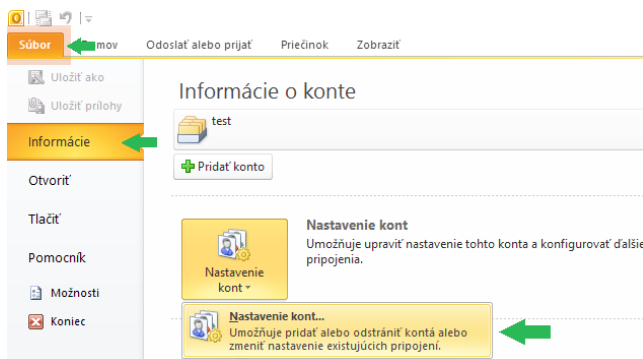 Súbor mov Odoslať alebo prijať Priečinok Zobraziť
Uložiť ako
Uložiť prílohy
Informácie
Otvoriť
Tlačiť
Pomocník
Možnosti
Koniec
Informácie o konte
test
Pridať konto
Nastavenie
kont
Nastavenie kont
Umožňuje upraviť nastavenie tohto konta a konfigurovať ďalšie
pripojenia.
Nastavenie kont...
Umožňuje pridať alebo odstrániť kontá alebo
zmeniť nastavenie existujúcich pripojení.